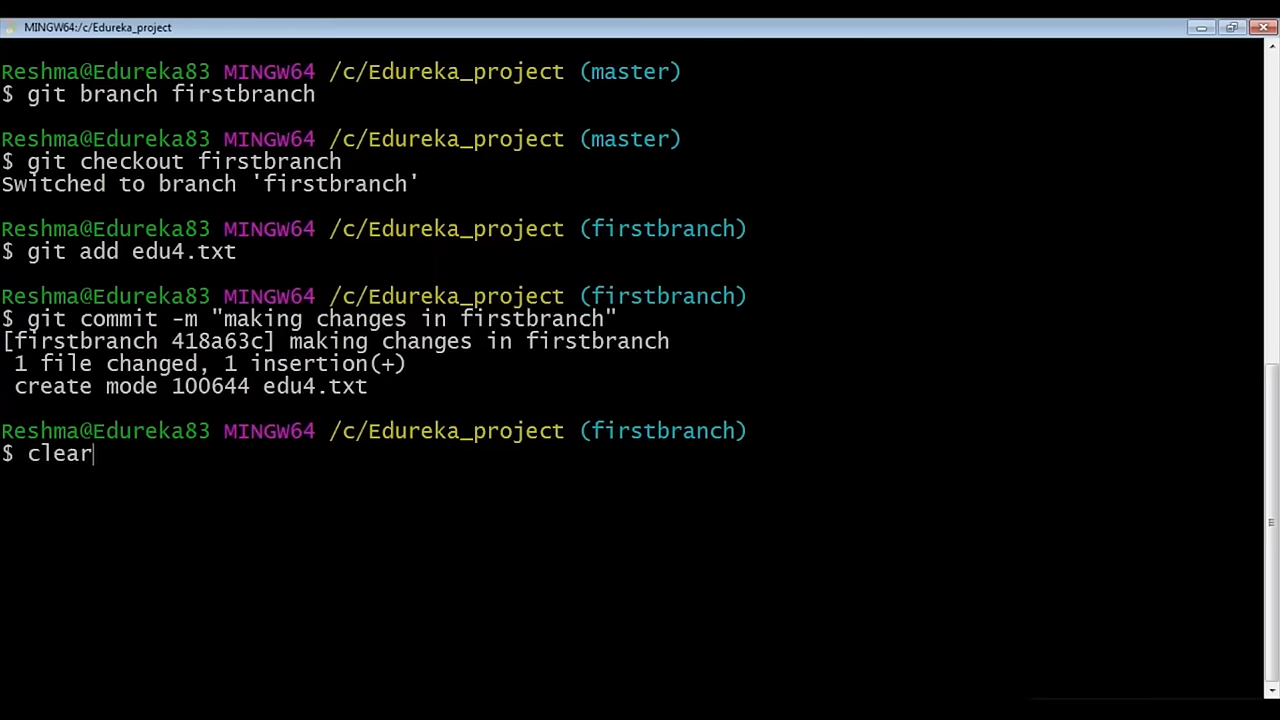 MINGW64:/c/Edureka_project
Reshma@Edureka83 MINGW64 /c/Edureka_project (master)
$ git branch firstbranch
Reshma@Edureka83 MINGW64 /c/Edureka_project (master)
$ git checkout firstbranch
Switched to branch 'firstbranch'
Reshma@Edureka83 MINGW64 /c/Edureka_project (firstbranch)
$ git add edu4.txt
Reshma@Edureka83 MINGW64 /c/Edureka_project (firstbranch)
$ git commit -m "making changes in firstbranch"
[firstbranch 418a63c] making changes in firstbranch
 1 file changed, 1 insertion(+)
 create mode 100644 edu4.txt
Reshma@Edureka83 MINGW64 /c/Edureka_project (firstbranch)
$ clear